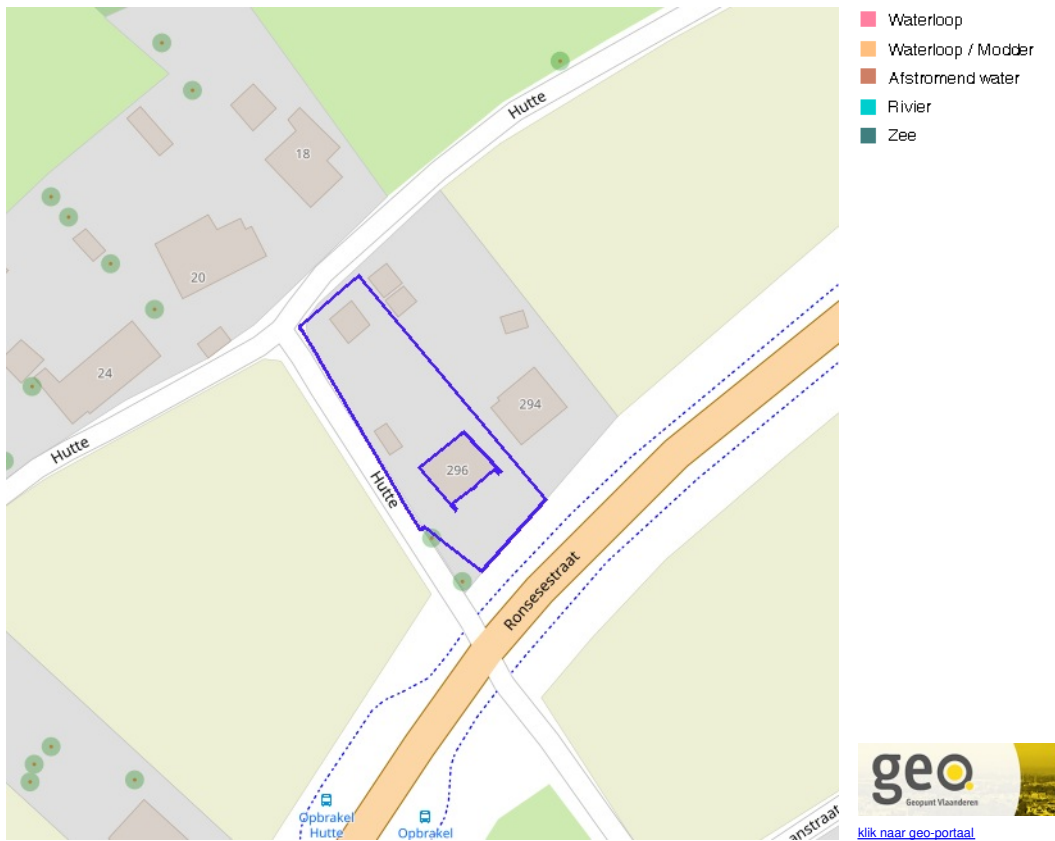 Hutte
18
20
24
Hutte
294
296
Hutte
Ronsesestraat
Opbrakel
Hutte
Opbrakel
anstraat
Waterloop
Waterloop / Modder
Afstromend water
Rivier
Zee
geo
Geopunt Vlaanderen
klik naar geo-portaal